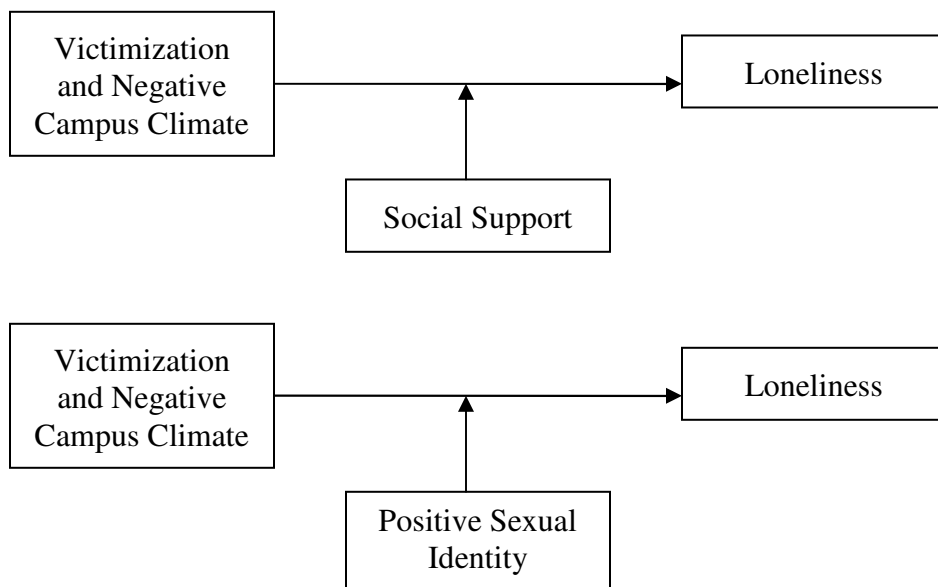 Victimization
and Negative
Campus Climate
Loneliness
Social Support
Victimization
and Negative
Campus Climate
Loneliness
Positive Sexual
Identity